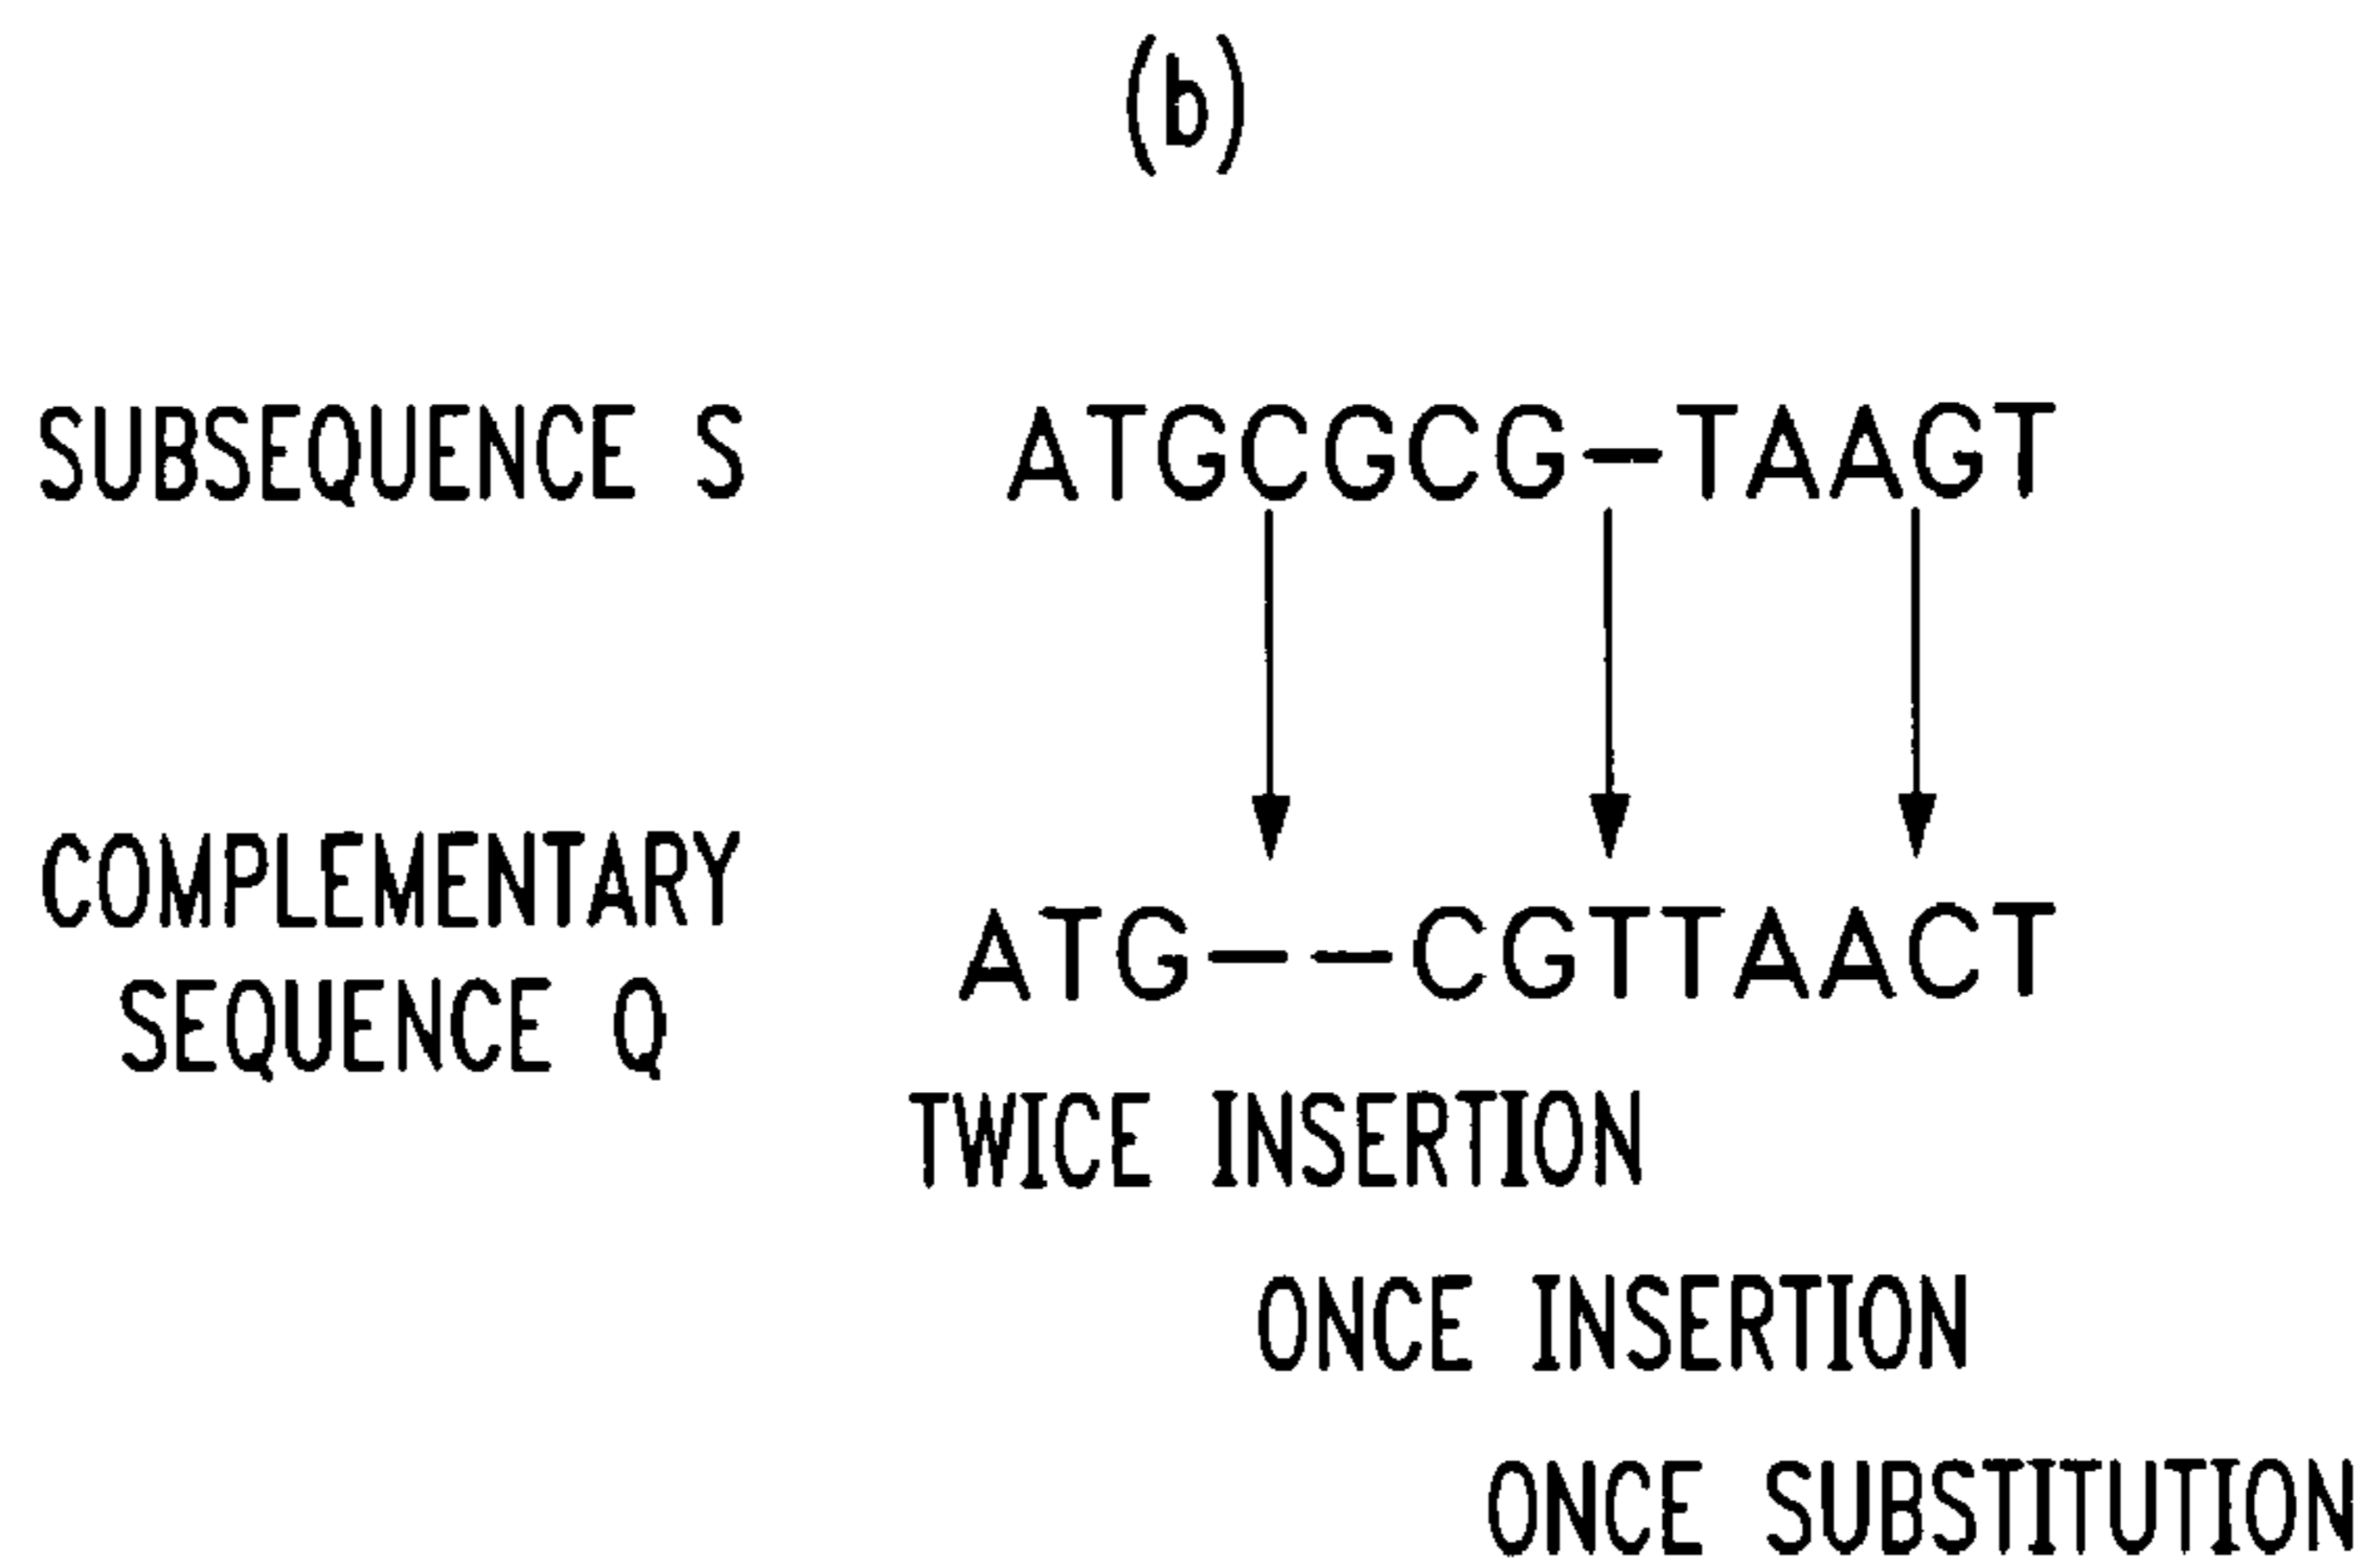 (b)
SUBSEQUENCE S ATGCGCG-TAAGT
COMPLEMENTARY
SEQUENCE Q ATG--CGTTAACT
TWICE INSERTION
ONCE INSERTION
ONCE SUBSTITUTION